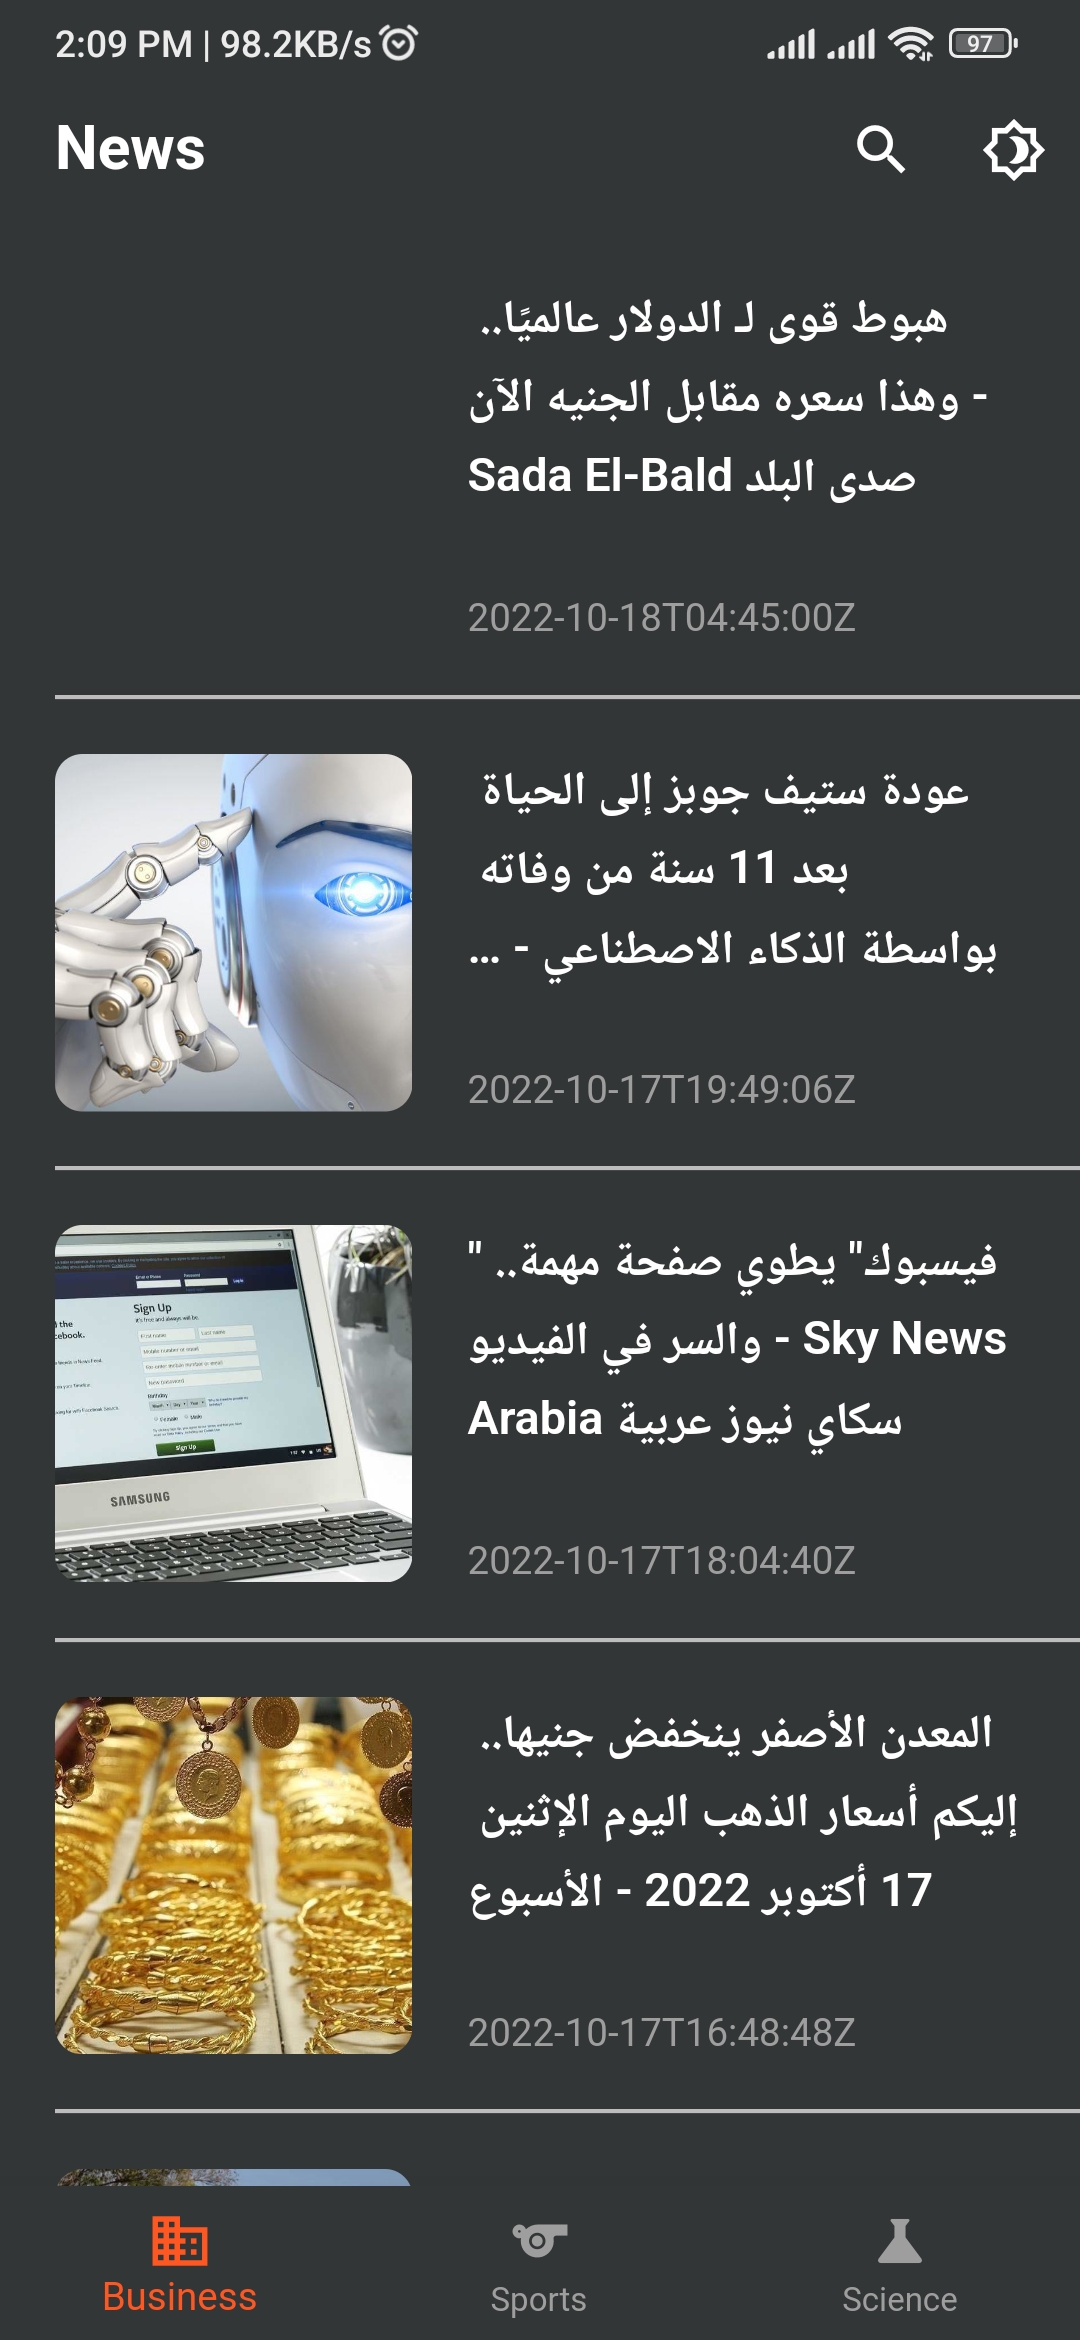 2:09 PM | 98.2KB/s
97
News
هبوط قوى لـ الدولار عالميًا..
وهذا سعره مقابل الجنيه الآن -
صدى البلد Sada El-Bald
2022-10-18T04:45:00Z
عودة ستيف جوبز إلى الحياة
بعد 11 سنة من وفاته
بواسطة الذكاء الاصطناعي - ...
2022-10-17T19:49:06Z
Sign Up
SAMSUNG
"فيسبوك" يطوي صفحة مهمة..
والسر في الفيديو - Sky News
Arabia سكاي نيوز عربية
2022-10-17T18:04:40Z
المعدن الأصفر ينخفض جنيها..
إليكم أسعار الذهب اليوم الإثنين
17 أكتوبر 2022 - الأسبوع
2022-10-17T16:48:48Z
Business
Sports
Science